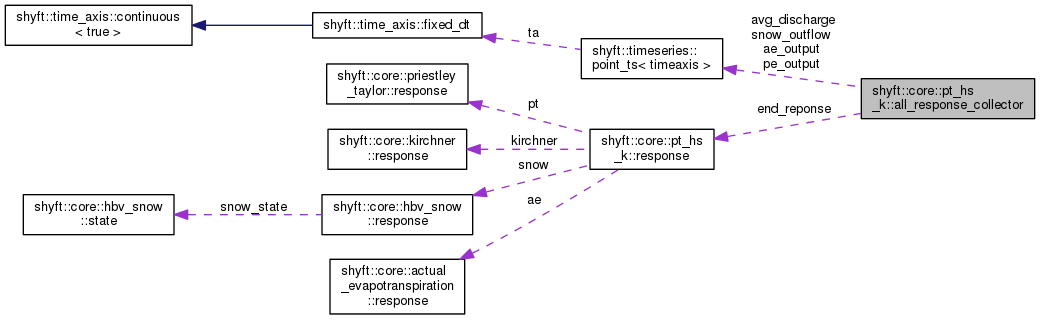 shyft::time_axis::continuous
< true >
shyft::time_axis::fixed_dt
ta
shyft::timeseries::
point_ts< timeaxis >
avg_discharge
snow_outflow
ae_output
pe_output
shyft::core::pt_hs
_k::all_response_collector
end_reponse
shyft::core::priestley
_taylor::response
pt
shyft::core::kirchner
::response
kirchner
shyft::core::pt_hs
_k::response
snow
shyft::core::hbv_snow
::state
snow_state
shyft::core::hbv_snow
::response
ae
shyft::core::actual
_evapotranspiration
::response